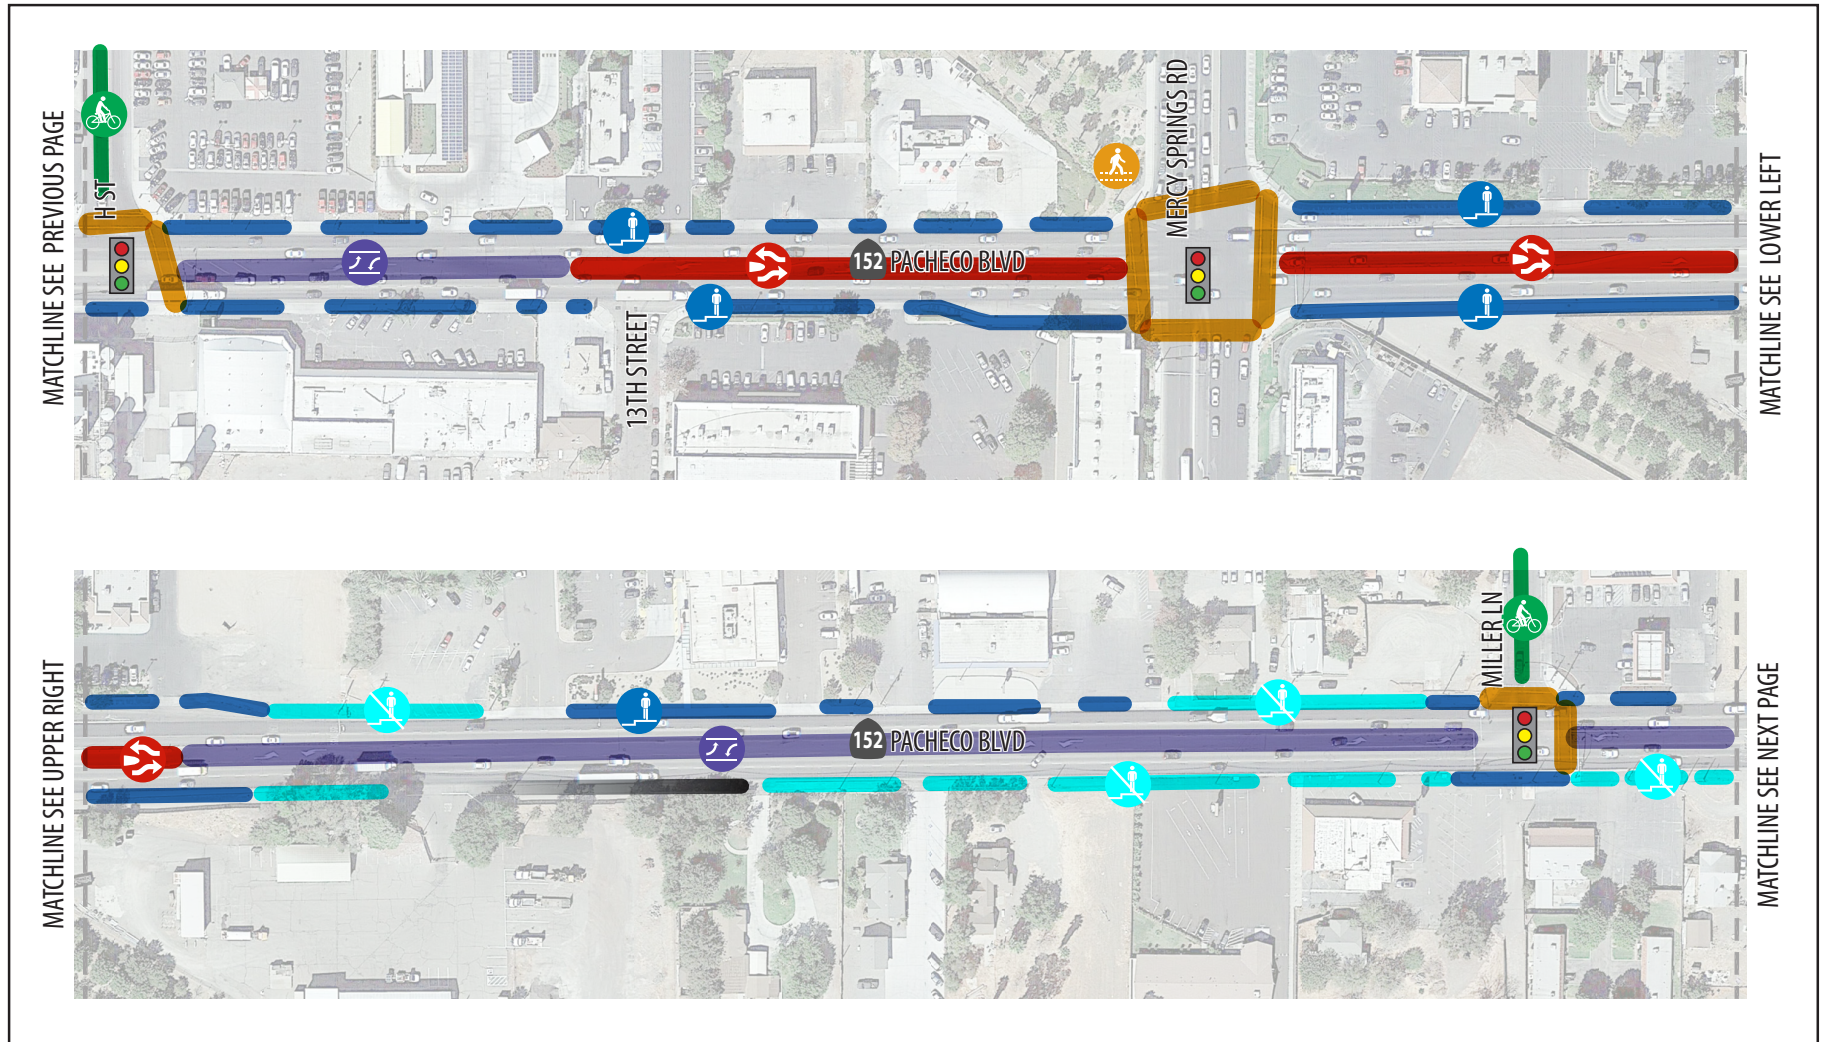 MATCHLINE SEE PREVIOUS PAGE
H ST
13TH STREET
152 PACHECO BLVD
MERCY SPRINGS RD
MATCHLINE SEE LOWER LEFT
MATCHLINE SEE UPPER RIGHT
152 PACHECO BLVD
MILLER LN
MATCHLINE SEE NEXT PAGE